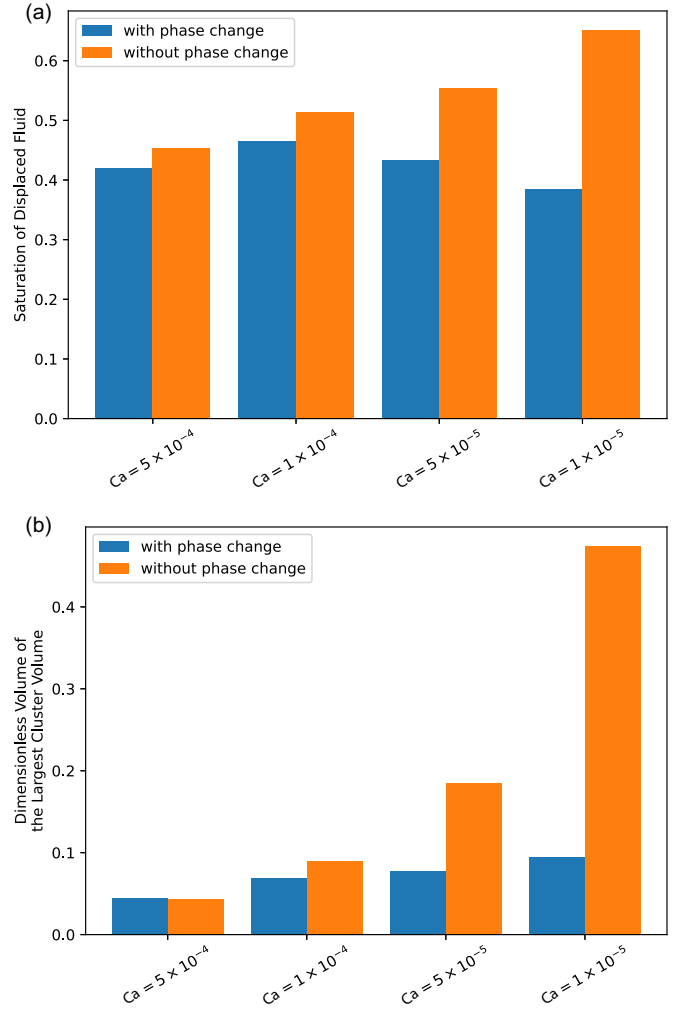 (a)
with phase change
without phase change
Saturation of Displaced Fluid
0.6
0.5
0.4
0.3
0.2
0.1
0.0
Ca = 5 × 10⁻⁴
Ca = 1 × 10⁻⁴
Ca = 5 × 10⁻⁵
Ca = 1 × 10⁻⁵
(b)
with phase change
without phase change
Dimensionless Volume of
the Largest Cluster Volume
0.4
0.3
0.2
0.1
0.0
Ca = 5 × 10⁻⁴
Ca = 1 × 10⁻⁴
Ca = 5 × 10⁻⁵
Ca = 1 × 10⁻⁵